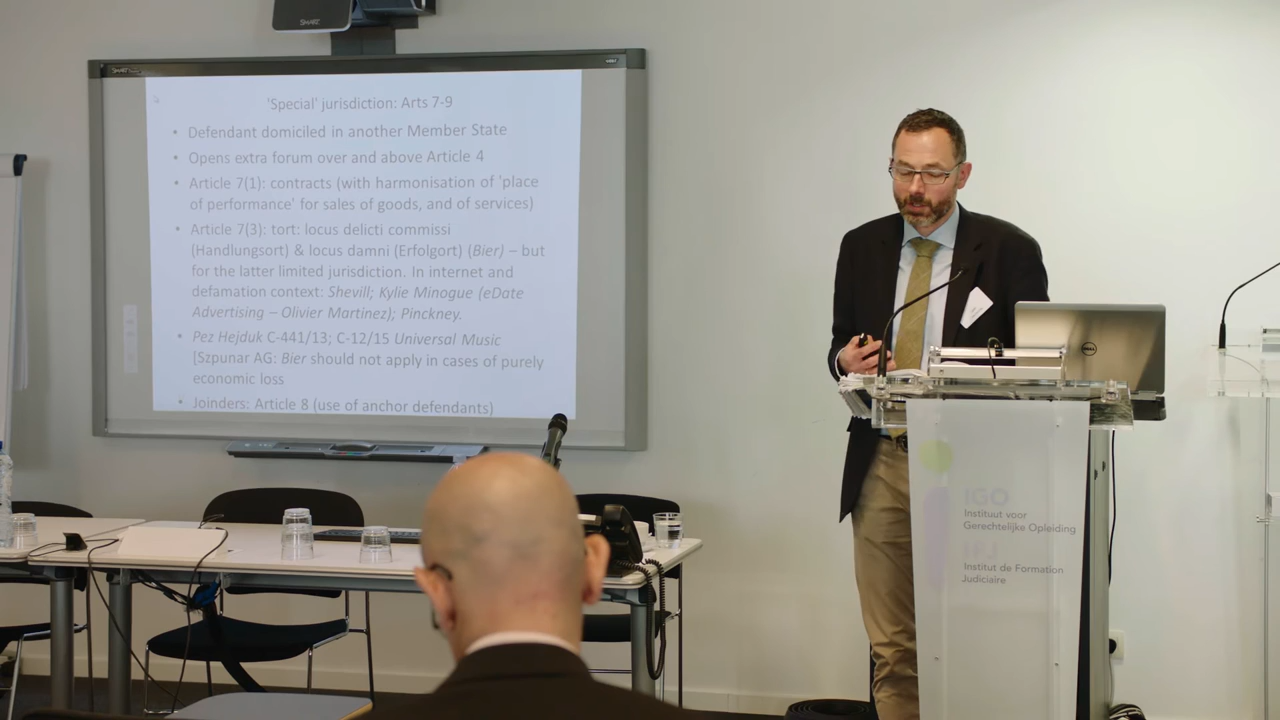 SMART
'Special' jurisdiction: Arts 7-9
• Defendant domiciled in another Member State
• Opens extra forum over and above Article 4
• Article 7(1): contracts (with harmonisation of 'place
of performance' for sales of goods, and of services)
• Article 7(3): tort: locus delicti commissi
(Handlungsort) & locus damni (Erfolgort) (Bier) – but
for the latter limited jurisdiction. In internet and
defamation context: Shevill; Kylie Minogue (eDate
Advertising – Olivier Martinez); Pinckney.
• Pez Hejduk C-441/13; C-12/15 Universal Music
[Szpunar AG: Bier should not apply in cases of purely
economic loss
• Joinders: Article 8 (use of anchor defendants)
DELL
IGO
Instituut voor
Gerechtelijke Opleiding
IFJ
Institut de Formation
Judiciaire